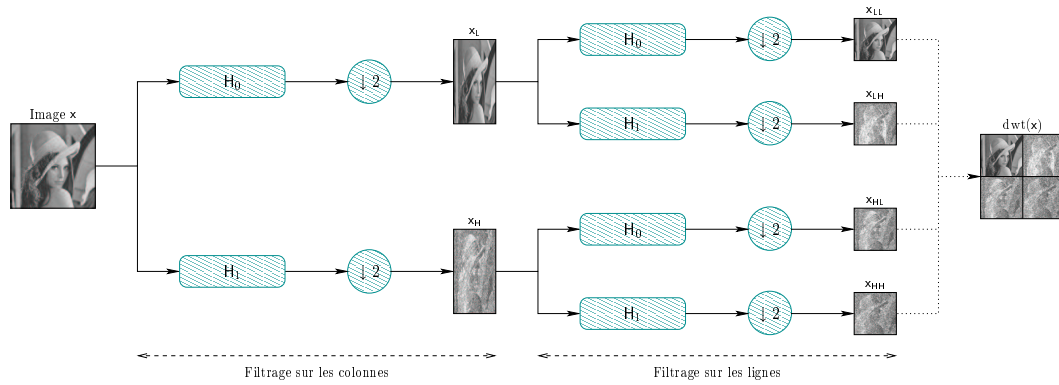 Image x
H0
↓ 2
xL
H0
↓ 2
xLL
H1
↓ 2
xLH
dwt(x)
H1
↓ 2
xH
H0
↓ 2
xHL
H1
↓ 2
xHH
Filtrage sur les colonnes
Filtrage sur les lignes